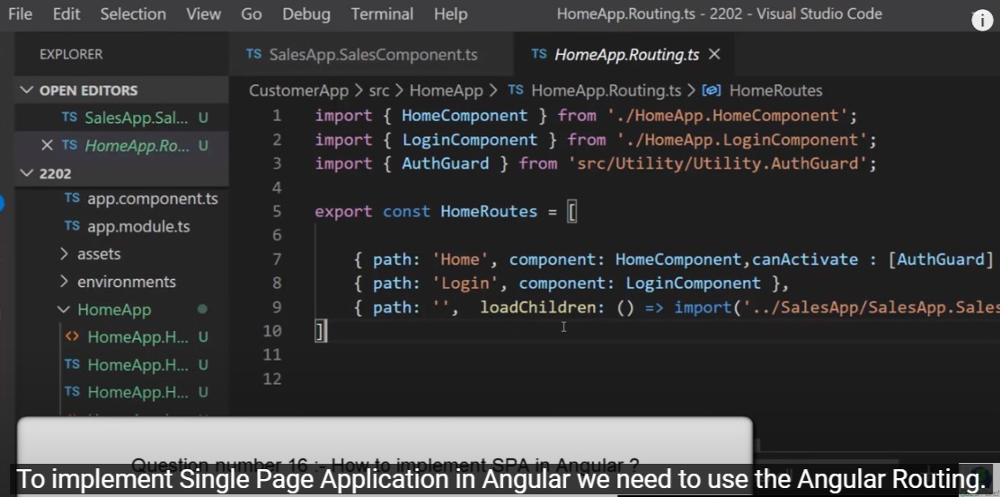 File Edit Selection View Go Debug Terminal Help HomeApp.Routing.ts - 2202 - Visual Studio Code
i
EXPLORER
TS SalesApp.SalesComponent.ts TS HomeApp.Routing.ts ×
OPEN EDITORS
TS SalesApp.Sal... U
× TS HomeApp.Ro... U
2202
TS app.component.ts
TS app.module.ts
> assets
> environments
HomeApp
<> HomeApp.H... U
TS HomeApp.H... U
TS HomeApp.H... U
CustomerApp > src > HomeApp > TS HomeApp.Routing.ts > HomeRoutes
1 import { HomeComponent } from './HomeApp.HomeComponent';
2 import { LoginComponent } from './HomeApp.LoginComponent';
3 import { AuthGuard } from 'src/Utility/Utility.AuthGuard';
4
5 export const HomeRoutes = [
6
7 { path: 'Home', component: HomeComponent,canActivate : [AuthGuard]
8 { path: 'Login', component: LoginComponent },
9 { path: '', loadChildren: () => import('../SalesApp/SalesApp.Sales
10 ]
11
12
Question number 16 :- How to implement SPA in Angular ?
To implement Single Page Application in Angular we need to use the Angular Routing.